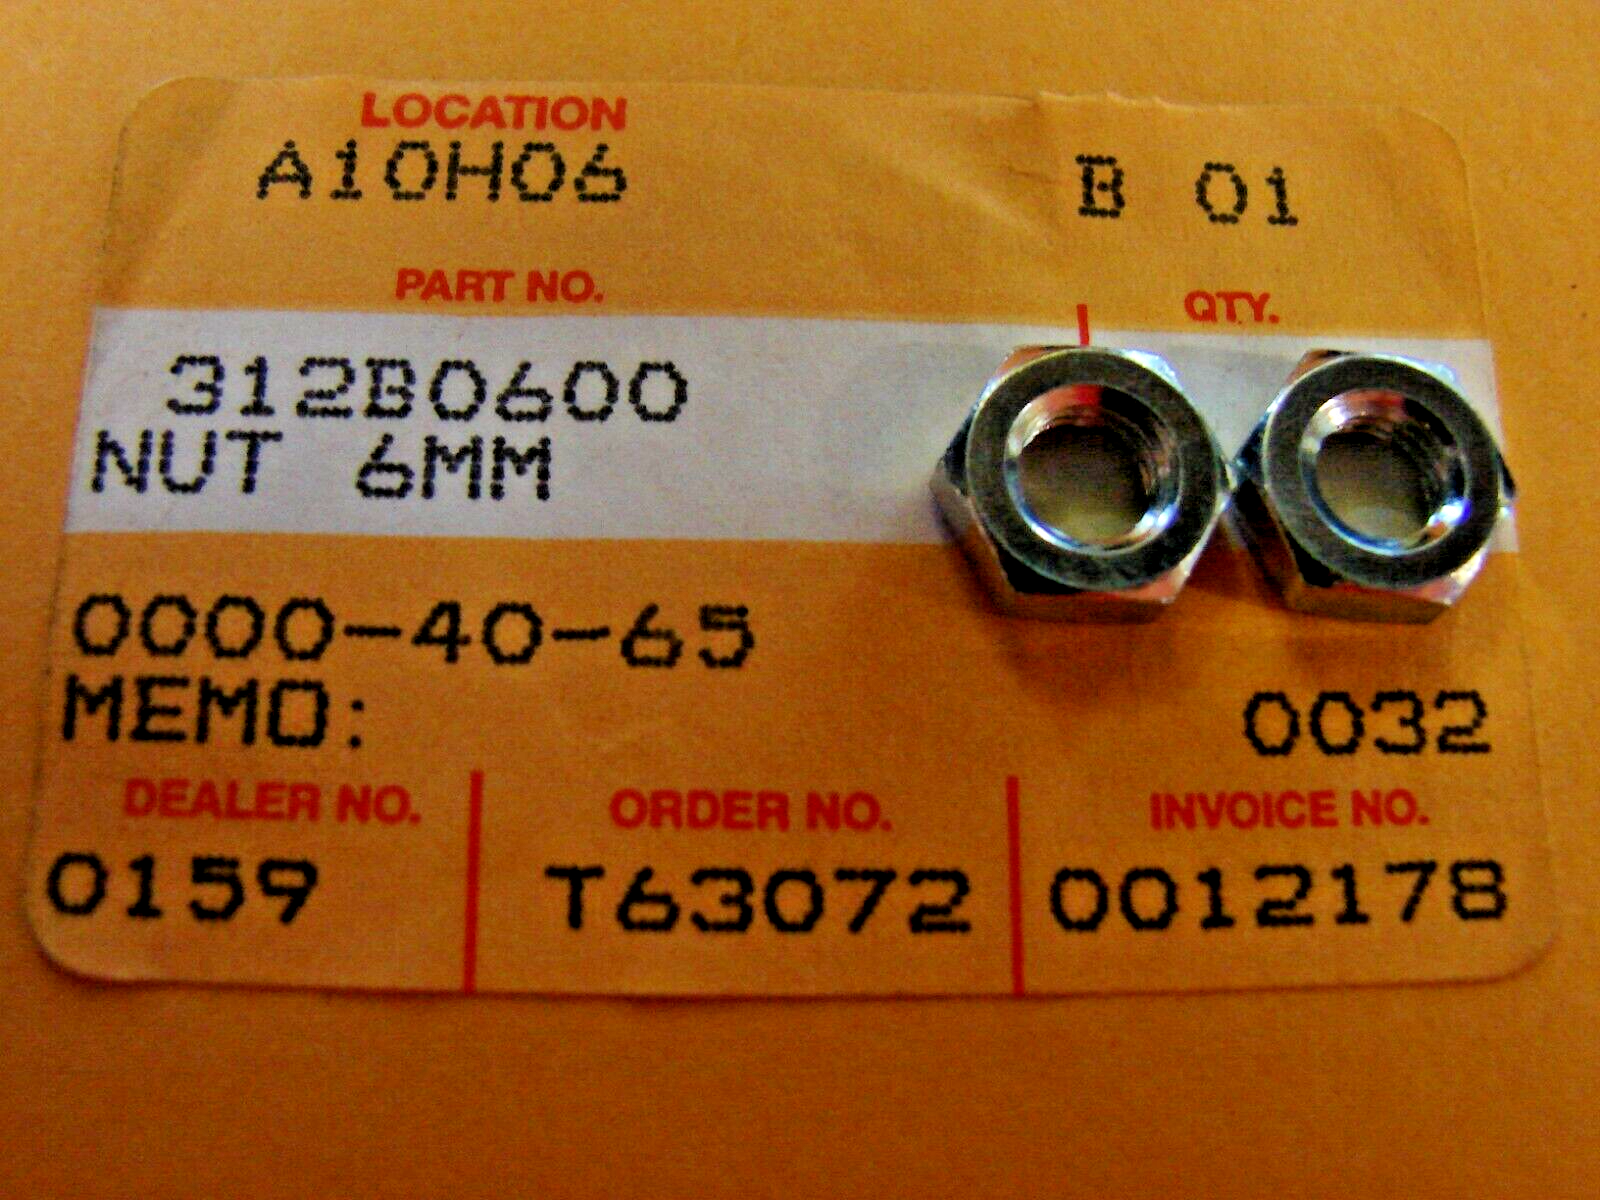 LOCATION
A10H06 B 01
PART NO. QTY.
312B0600
NUT 6MM
0000-40-65
MEMO: 0032
DEALER NO. ORDER NO. INVOICE NO.
0159 T63072 0012178